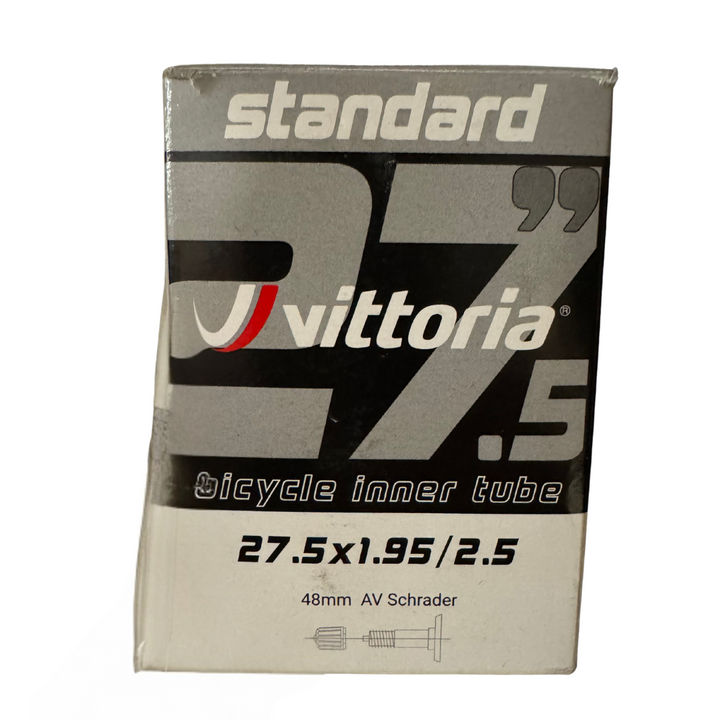 standard
27.5”
vittoria®
bicycle inner tube
27.5x1.95/2.5
48mm AV Schrader